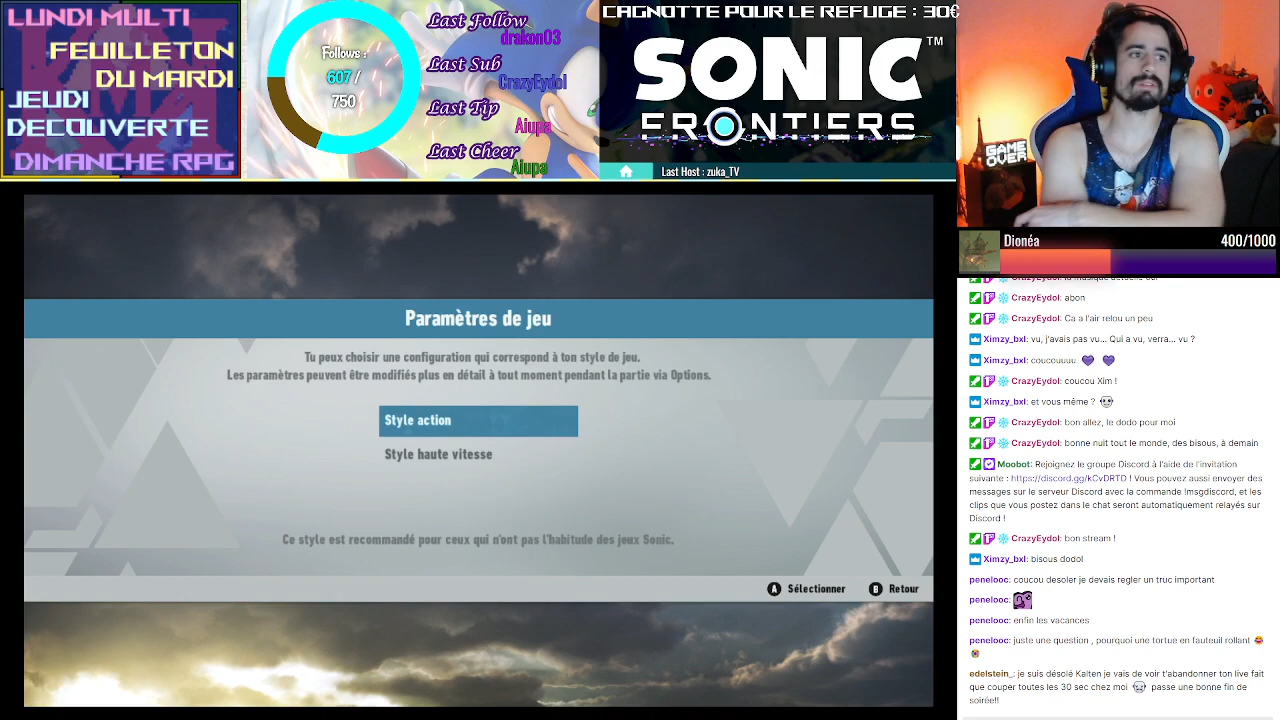 LUNDI MULTI
FEUILLETON
DU MARDI
JEUDI
DECOUVERTE
DIMANCHE RPG
Follows :
607 /
750
Last Follow
drakon03
Last Sub
CrazyEydol
Last Tip
Aiupa
Last Cheer
Aiupa
CAGNOTTE POUR LE REFUGE : 30€
SONIC™
FRONTIERS
Last Host : zuka_TV
GAME
OVER
Dionéa 400/1000
Paramètres de jeu
Tu peux choisir une configuration qui correspond à ton style de jeu.
Les paramètres peuvent être modifiés plus en détail à tout moment pendant la partie via Options.
Style action
Style haute vitesse
Ce style est recommandé pour ceux qui n'ont pas l'habitude des jeux Sonic.
A Sélectionner B Retour
CrazyEydol:
CrazyEydol: abon
CrazyEydol: Ca a l'air relou un peu
Ximzy_bxl: vu, j'avais pas vu... Qui a vu, verra... vu ?
Ximzy_bxl: coucouuuu
CrazyEydol: coucou Xim !
Ximzy_bxl: et vous même ?
CrazyEydol: bon allez, le dodo pour moi
CrazyEydol: bonne nuit tout le monde, des bisous, à demain
Moobot: Rejoignez le groupe Discord à l'aide de l'invitation
suivante : https://discord.gg/kCvDRTD ! Vous pouvez aussi envoyer des
messages sur le serveur Discord avec la commande !msgdiscord, et les
clips que vous postez dans le chat seront automatiquement relayés sur
Discord !
CrazyEydol: bon stream !
Ximzy_bxl: bisous dodol
penelooc: coucou desoler je devais regler un truc important
penelooc:
penelooc: enfin les vacances
penelooc: juste une question , pourquoi une tortue en fauteuil rollant
edelstein_: je suis désolé Kalten je vais de voir t'abandonner ton live fait
que couper toutes les 30 sec chez moi passe une bonne fin de
soirée!!